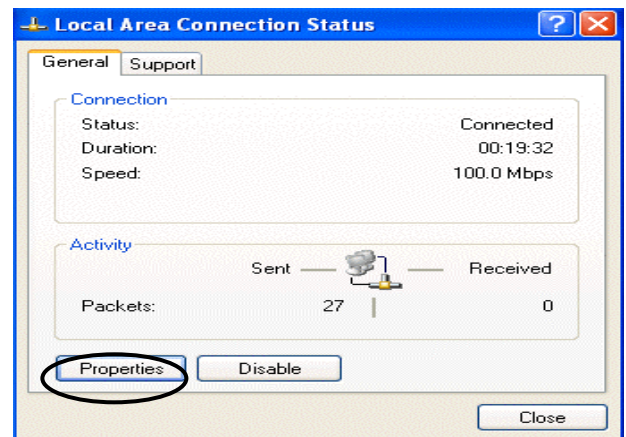 Local Area Connection Status
General Support
Connection
Status: Connected
Duration: 00:19:32
Speed: 100.0 Mbps
Activity
Sent Received
Packets: 27 0
Properties Disable
Close